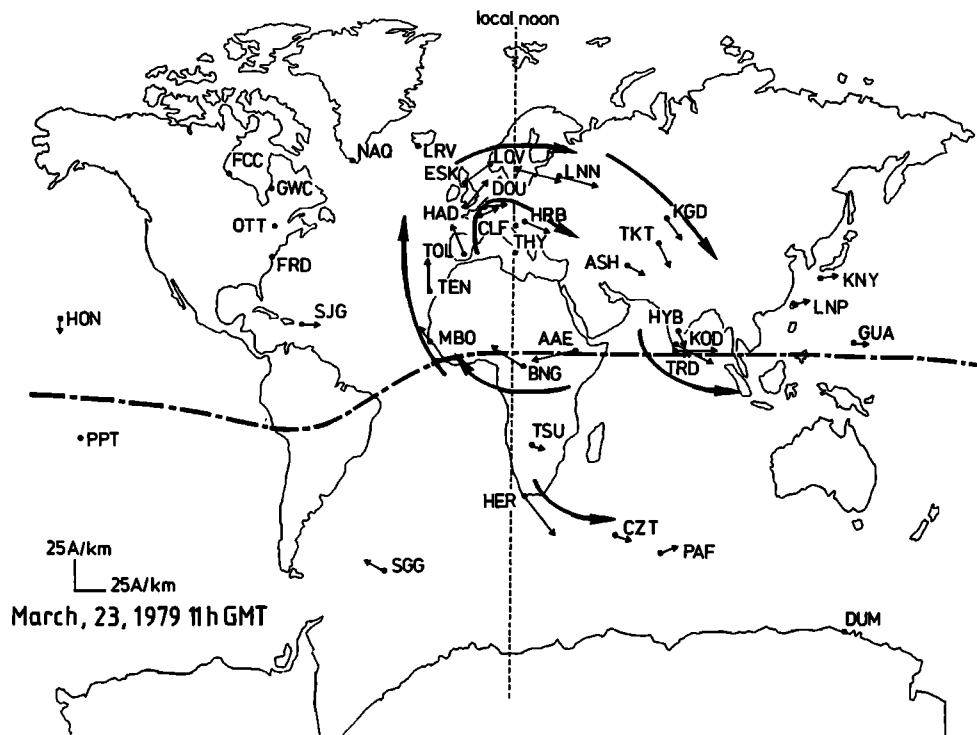 local noon
NAQ
LRV
LOV
FCC
ESK
LNN
GWC
DOU
OTT
HAD
HRB
KGD
CLF
TKT
THY
TOL
FRD
ASH
KNY
TEN
LNP
SJG
HON
HYB
MBO
AAE
KOD
GUA
BNG
TRD
PPT
TSU
HER
CZT
PAF
25A/km
SGG
25A/km
March, 23, 1979 11h GMT
DUM